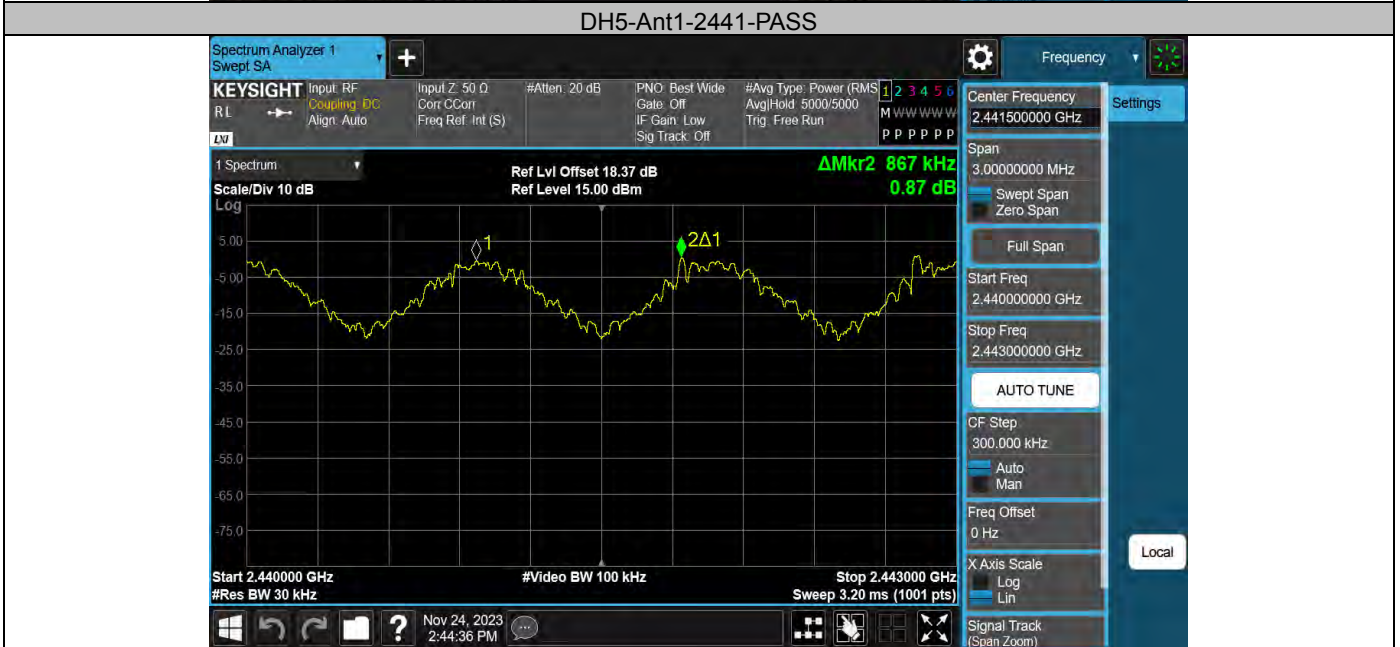 DH5-Ant1-2441-PASS
Spectrum Analyzer 1
Swept SA
+
Frequency
KEYSIGHT
RL
LXI
Input: RF
Coupling: DC
Align: Auto
Input Z: 50 Ω
Corr CCorr
Freq Ref: Int (S)
#Atten: 20 dB
PNO: Best Wide
Gate: Off
IF Gain: Low
Sig Track: Off
#Avg Type: Power (RMS
Avg|Hold: 5000/5000
Trig: Free Run
1 2 3 4 5 6
M W W W W W
P P P P P P
Center Frequency
2.441500000 GHz
Settings
Span
3.00000000 MHz
Swept Span
Zero Span
Full Span
Start Freq
2.440000000 GHz
Stop Freq
2.443000000 GHz
AUTO TUNE
CF Step
300.000 kHz
Auto
Man
Freq Offset
0 Hz
X Axis Scale
Log
Lin
Local
Signal Track
(Span Zoom)
1 Spectrum
Scale/Div 10 dB
Log
Ref Lvl Offset 18.37 dB
Ref Level 15.00 dBm
ΔMkr2 867 kHz
0.87 dB
1
2Δ1
5.00
-5.00
-15.0
-25.0
-35.0
-45.0
-55.0
-65.0
-75.0
Start 2.440000 GHz
#Res BW 30 kHz
#Video BW 100 kHz
Stop 2.443000 GHz
Sweep 3.20 ms (1001 pts)
?
Nov 24, 2023
2:44:36 PM